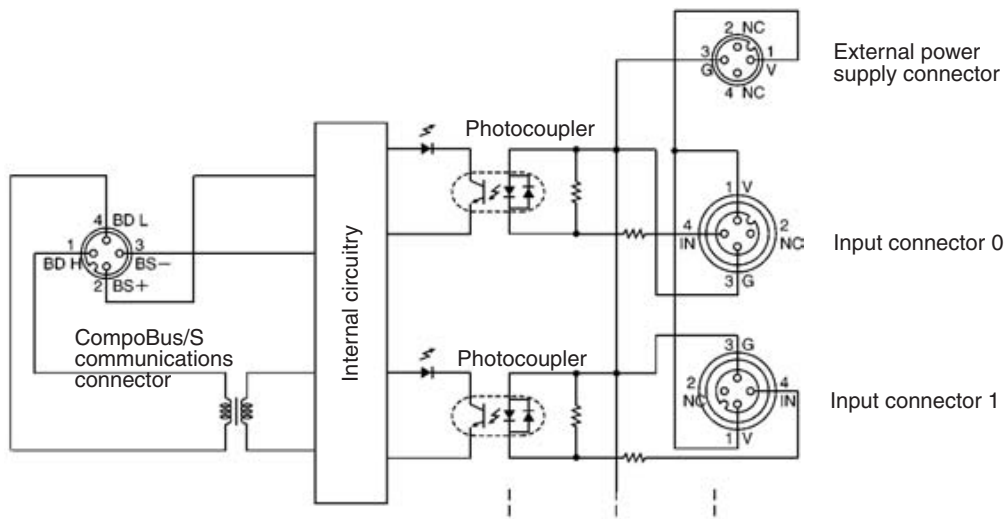 2 NC
3
1
G
V
4 NC
External power
supply connector
Photocoupler
1 V
4
IN
2
NC
3 G
Input connector 0
4 BD L
1
BD H
3
BS−
2 BS+
CompoBus/S
communications
connector
Internal circuitry
Photocoupler
3 G
2
NC
4
IN
1 V
Input connector 1